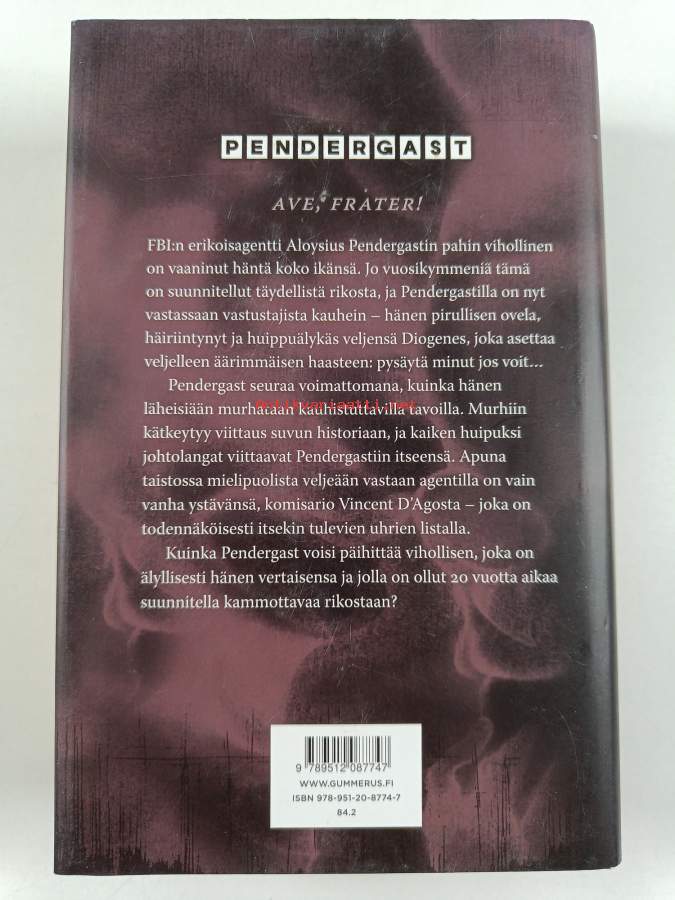 PENDERGAST
AVE, FRATER!
FBI:n erikoisagentti Aloysius Pendergastin pahin vihollinen
on vaaninut häntä koko ikänsä. Jo vuosikymmeniä tämä
on suunnitellut täydellistä rikosta, ja Pendergastilla on nyt
vastassaan vastustajista kauhein – hänen pirullisen ovela,
häiriintynyt ja huippuälykäs veljensä Diogenes, joka asettaa
veljelleen äärimmäisen haasteen: pysäytä minut jos voit...
Pendergast seuraa voimattomana, kuinka hänen
läheisiään murhataan kauhistuttavilla tavoilla. Murhiin
kätkeytyy viittaus suvun historiaan, ja kaiken huipuksi
johtolangat viittaavat Pendergastiin itseensä. Apuna
taistossa mielipuolista veljeään vastaan agentilla on vain
vanha ystävänsä, komisario Vincent D'Agosta – joka on
todennäköisesti itsekin tulevien uhrien listalla.
Kuinka Pendergast voisi päihittää vihollisen, joka on
älyllisesti hänen vertaisensa ja jolla on ollut 20 vuotta aikaa
suunnitella kammottavaa rikostaan?
9 789512 087747
WWW.GUMMERUS.FI
ISBN 978-951-20-8774-7
84.2